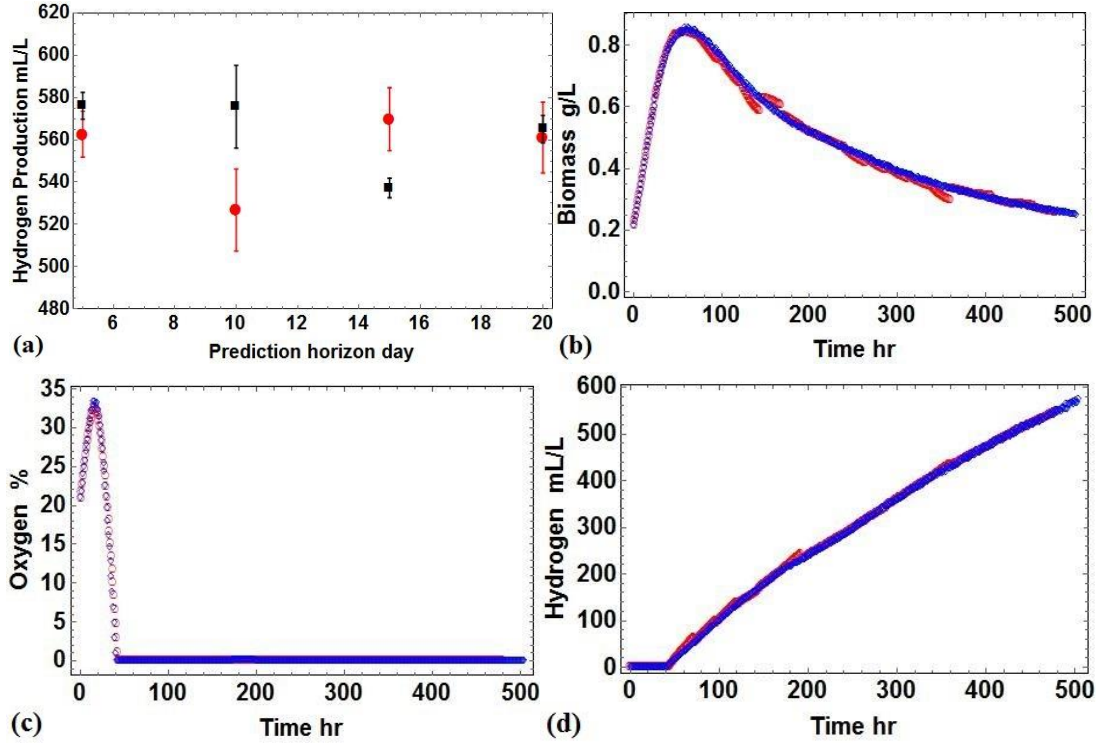 Hydrogen Production mL/L
620
600
580
560
540
520
500
480
6 8 10 12 14 16 18 20
Prediction horizon day
(a)
Biomass g/L
0.8
0.6
0.4
0.2
0.0
0 100 200 300 400 500
Time hr
(b)
Oxygen %
35
30
25
20
15
10
5
0
0 100 200 300 400 500
Time hr
(c)
Hydrogen mL/L
600
500
400
300
200
100
0
0 100 200 300 400 500
Time hr
(d)